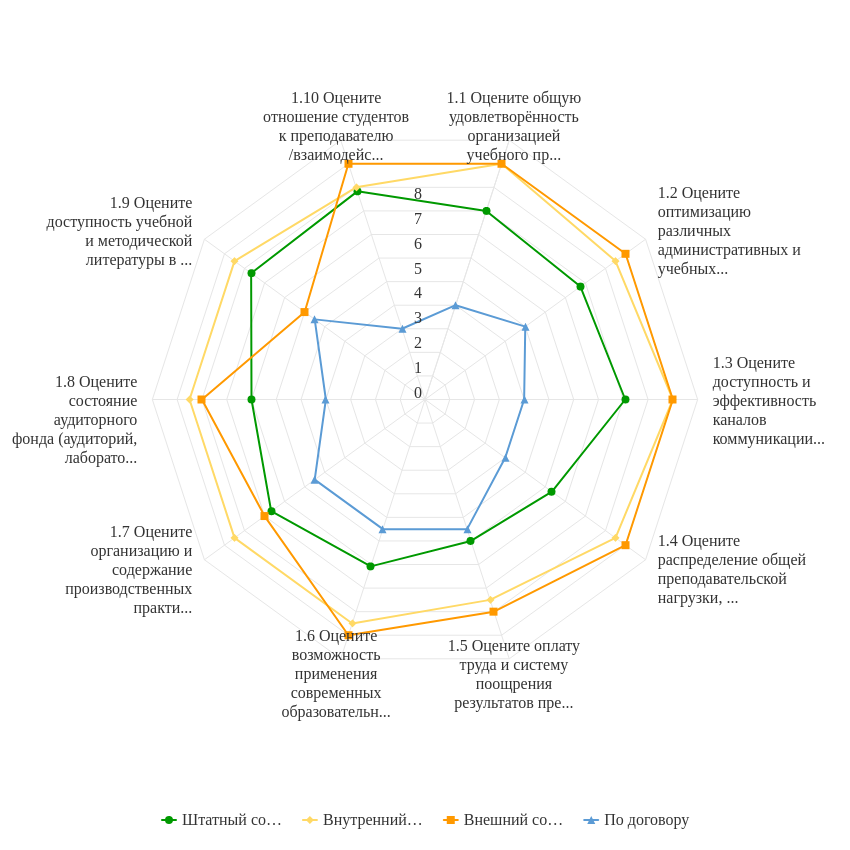 1.10 Оцените
отношение студентов
к преподавателю
/взаимодейс...
1.1 Оцените общую
удовлетворённость
организацией
учебного пр...
1.2 Оцените
оптимизацию
различных
административных и
учебных...
1.9 Оцените
доступность учебной
и методической
литературы в ...
8
7
6
5
4
3
2
1
0
1.3 Оцените
доступность и
эффективность
каналов
коммуникации...
1.8 Оцените
состояние
аудиторного
фонда (аудиторий,
лаборато...
1.4 Оцените
распределение общей
преподавательской
нагрузки, ...
1.7 Оцените
организацию и
содержание
производственных
практи...
1.6 Оцените
возможность
применения
современных
образовательн...
1.5 Оцените оплату
труда и систему
поощрения
результатов пре...
Штатный со… Внутренний… Внешний со… По договору